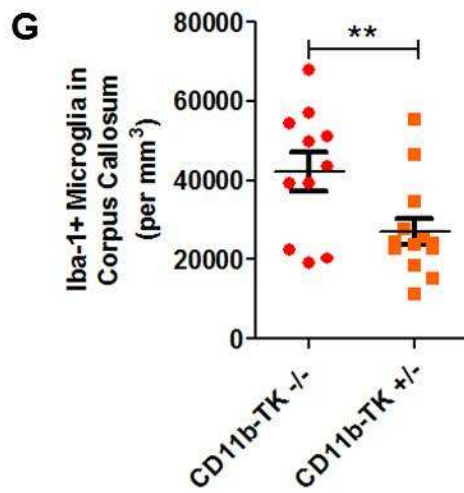 G
**
Iba-1+ Microglia in
Corpus Callosum
(per mm³)
80000
60000
40000
20000
0
CD11b-TK -/-
CD11b-TK +/-